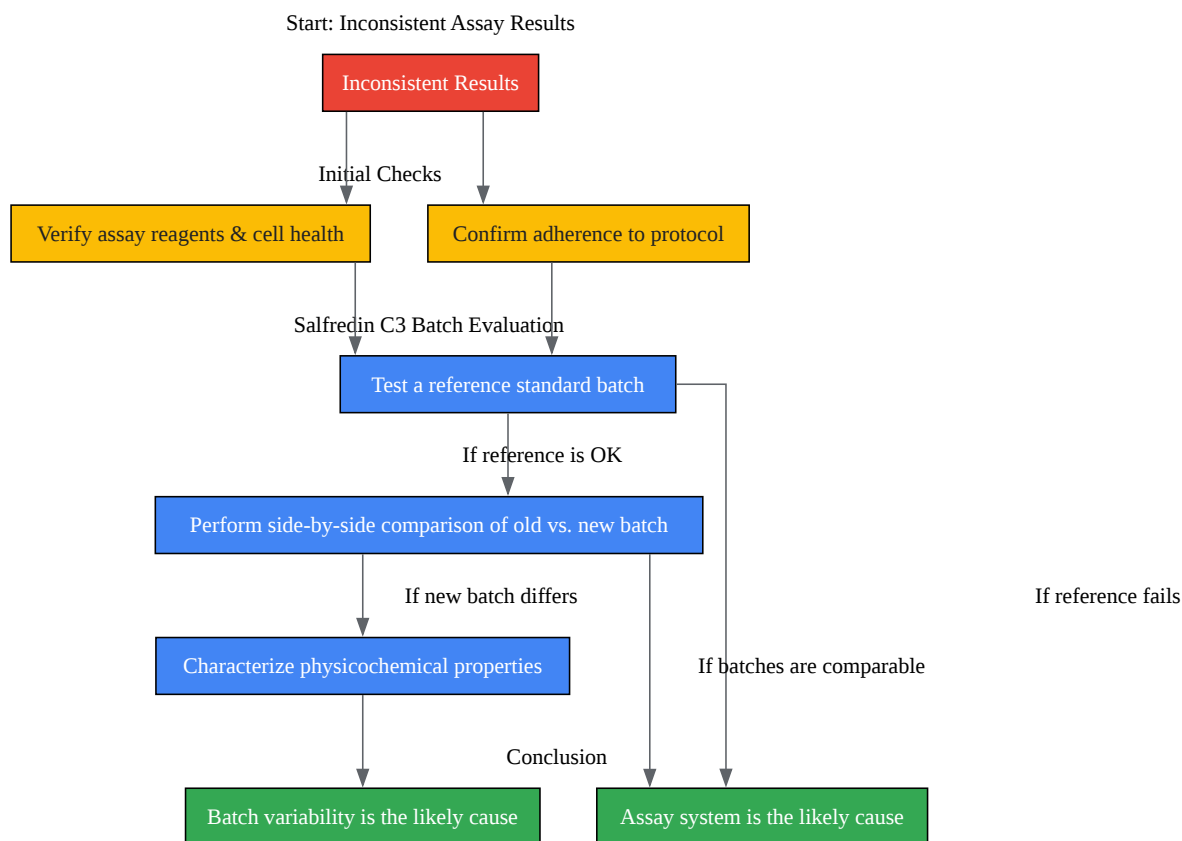 Start: Inconsistent Assay Results
Inconsistent Results
Initial Checks
Verify assay reagents & cell health
Confirm adherence to protocol
Salfredin C3 Batch Evaluation
Test a reference standard batch
If reference is OK
Perform side-by-side comparison of old vs. new batch
If new batch differs
If reference fails
Characterize physicochemical properties
If batches are comparable
Conclusion
Batch variability is the likely cause
Assay system is the likely cause